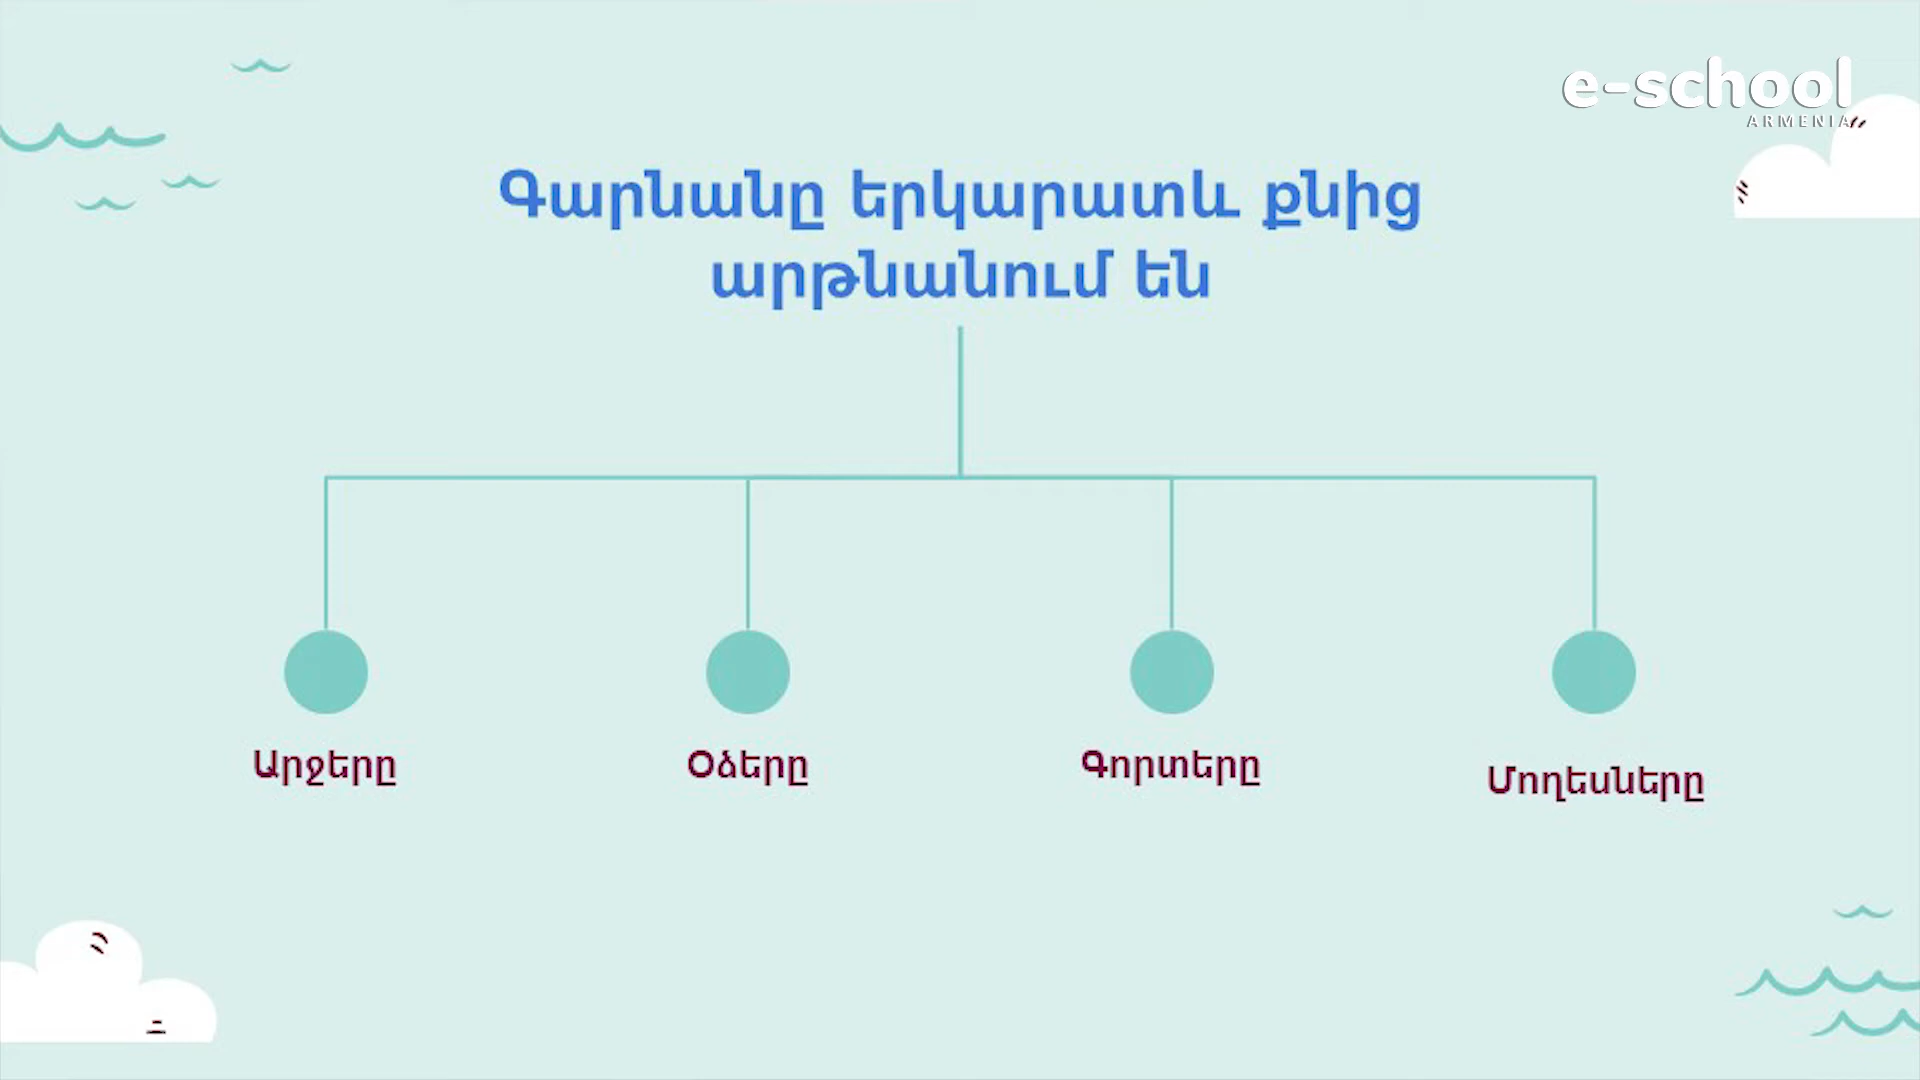 e-school
ARMENIA
Գարնանը երկարատև քնից
արթնանում են
Արջերը
Օձերը
Գորտերը
Մողեսները